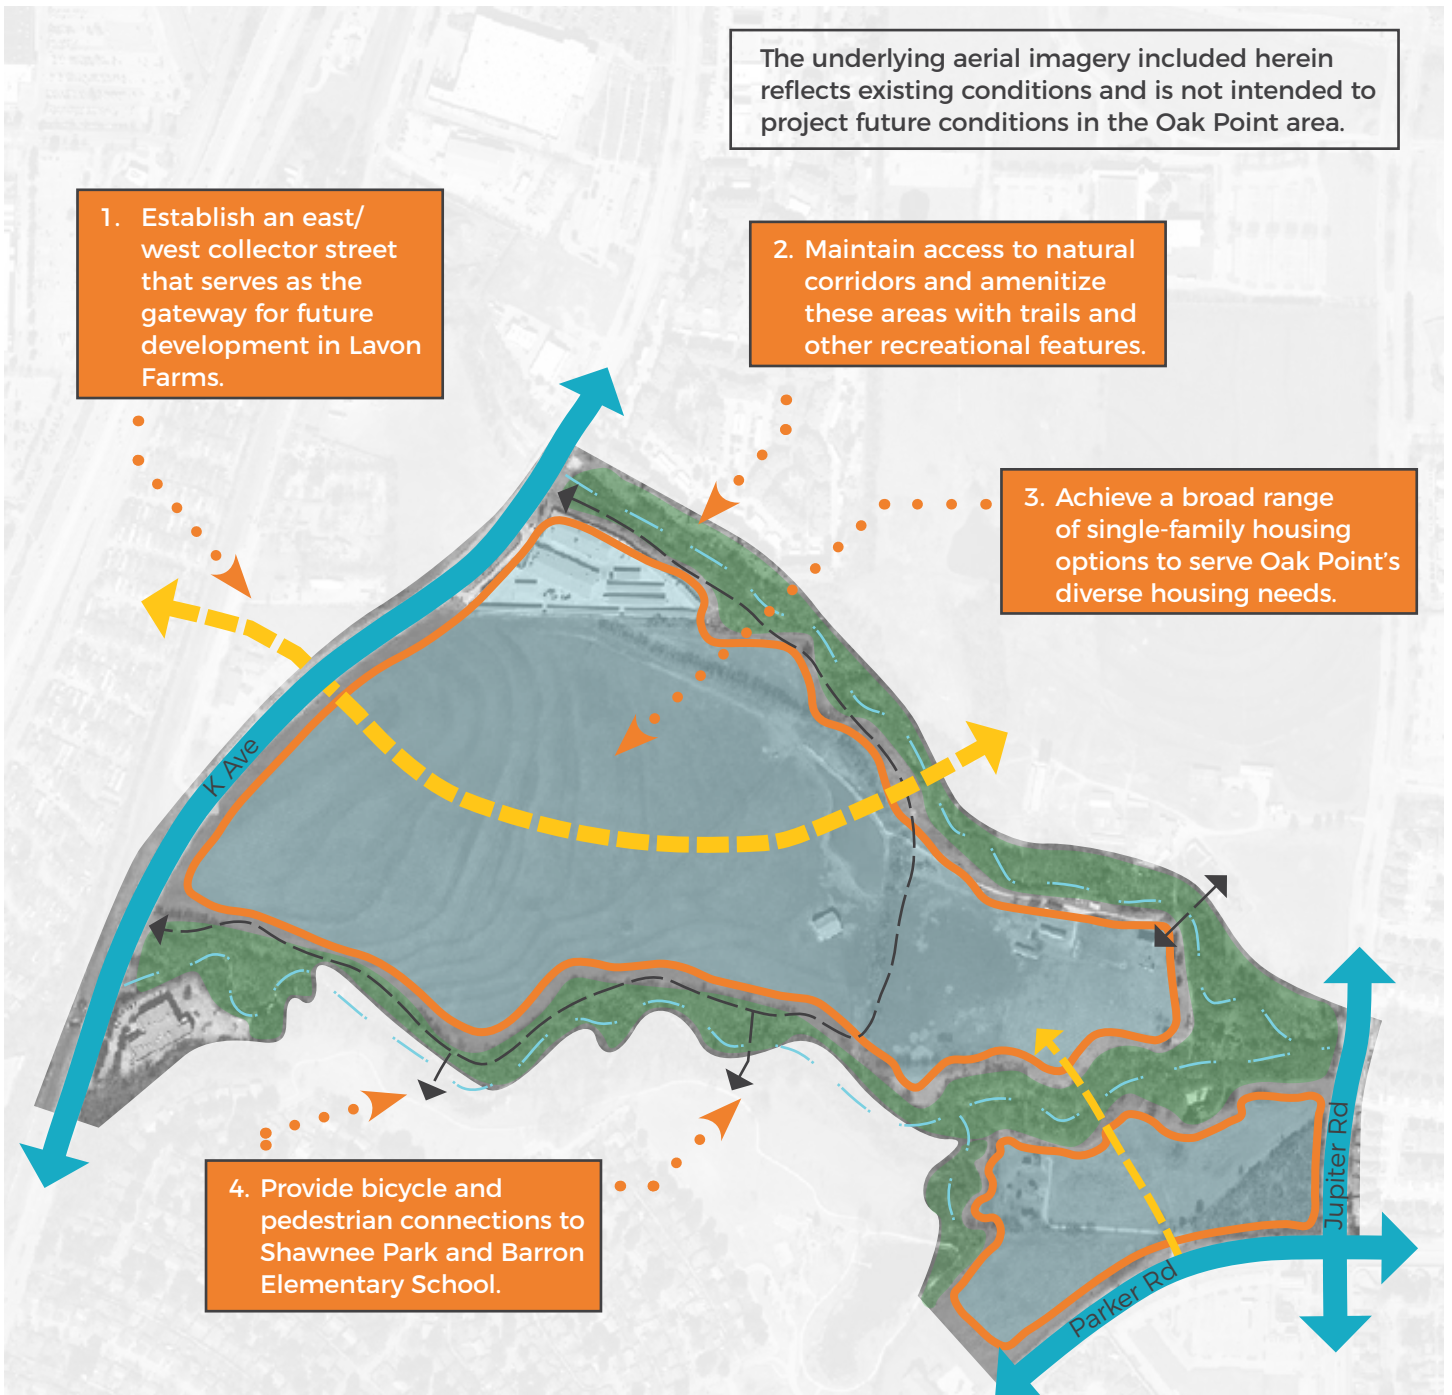 The underlying aerial imagery included herein
reflects existing conditions and is not intended to
project future conditions in the Oak Point area.
1. Establish an east/
west collector street
that serves as the
gateway for future
development in Lavon
Farms.
2. Maintain access to natural
corridors and amenitize
these areas with trails and
other recreational features.
3. Achieve a broad range
of single-family housing
options to serve Oak Point's
diverse housing needs.
K Ave
4. Provide bicycle and
pedestrian connections to
Shawnee Park and Barron
Elementary School.
Jupiter Rd
Parker Rd